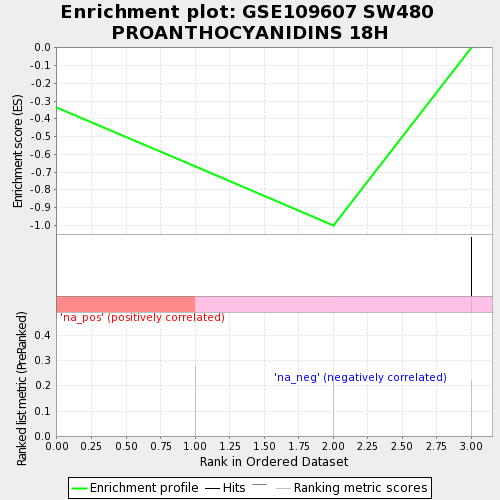 Enrichment plot: GSE109607 SW480
PROANTHOCYANIDINS 18H
Enrichment score (ES)
0.0
-0.1
-0.2
-0.3
-0.4
-0.5
-0.6
-0.7
-0.8
-0.9
-1.0
'na_pos' (positively correlated)
'na_neg' (negatively correlated)
Ranked list metric (PreRanked)
0.4
0.3
0.2
0.1
0.0
0.00 0.25 0.50 0.75 1.00 1.25 1.50 1.75 2.00 2.25 2.50 2.75 3.00
Rank in Ordered Dataset
Enrichment profile Hits Ranking metric scores